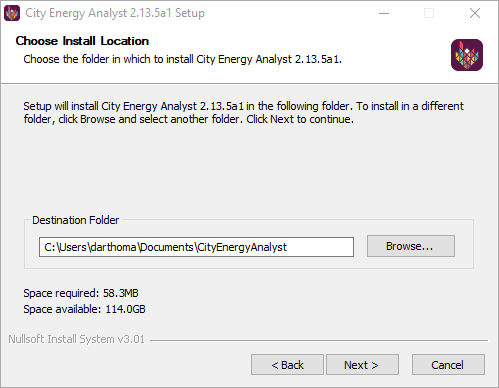 City Energy Analyst 2.13.5a1 Setup
Choose Install Location
Choose the folder in which to install City Energy Analyst 2.13.5a1.
Setup will install City Energy Analyst 2.13.5a1 in the following folder. To install in a different
folder, click Browse and select another folder. Click Next to continue.
Destination Folder
C:\Users\darthoma\Documents\CityEnergyAnalyst
Browse...
Space required: 58.3MB
Space available: 114.0GB
Nullsoft Install System v3.01
< Back
Next >
Cancel